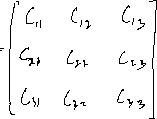 = [ C₁₁ C₁₂ C₁₃
C₂₁ C₂₂ C₂₃
C₃₁ C₃₂ C₃₃ ]